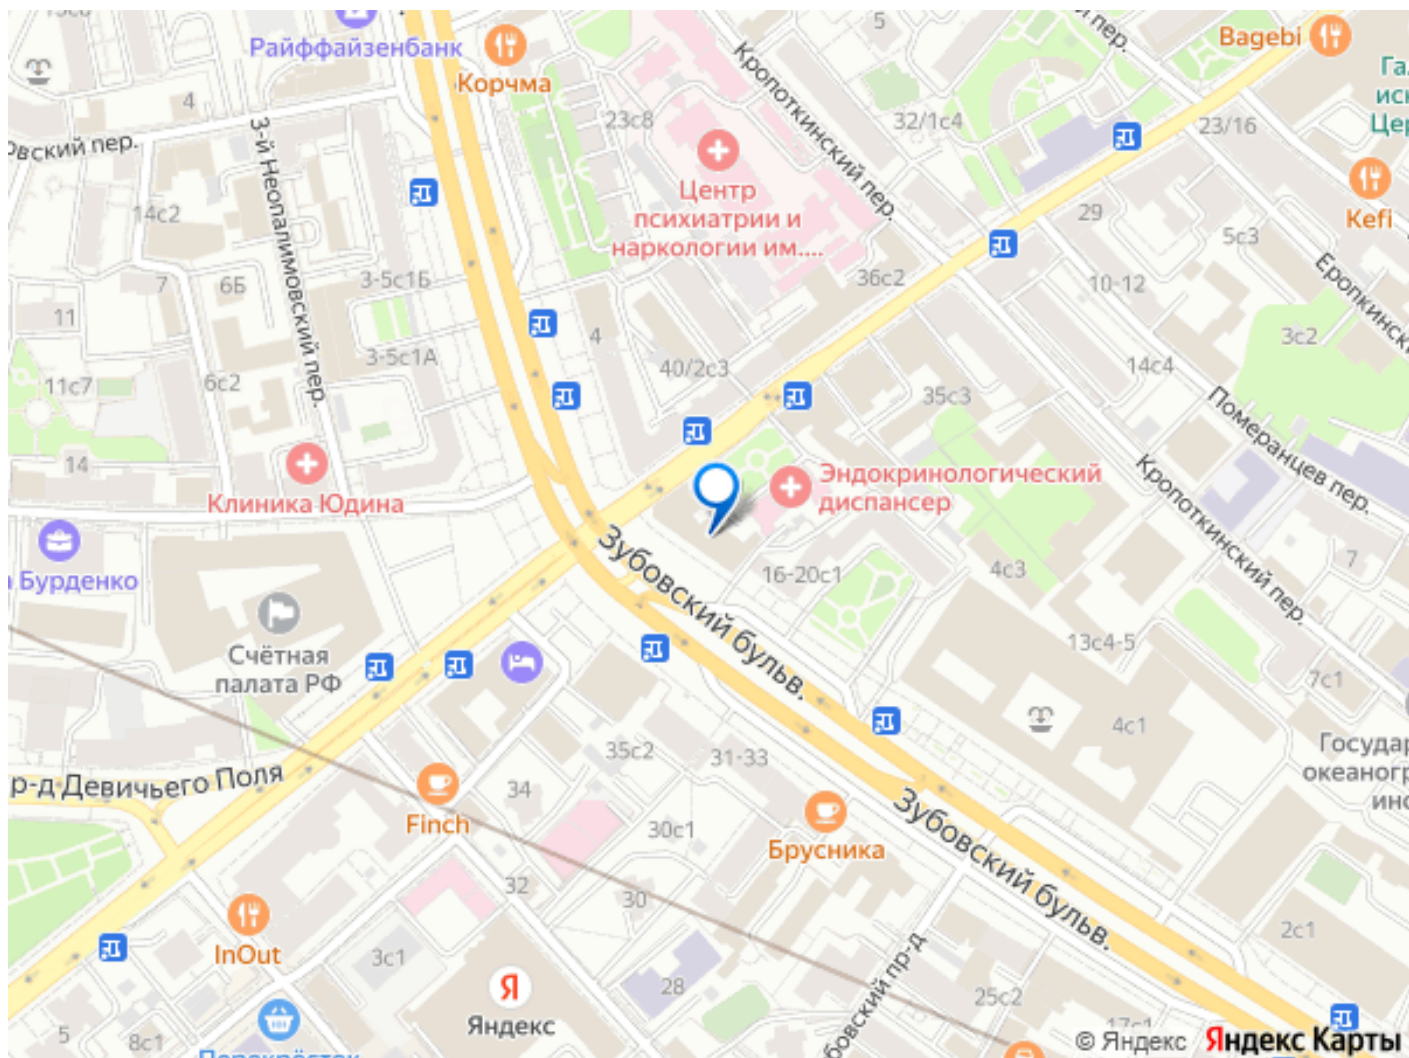 Райффайзенбанк
Корчма
5
Bagebi
Кропоткинский пер.
пер.
4
23с8
32/1с4
23/16
3-й Неопалимовский пер.
Центр
психиатрии и
наркологии им....
Kefi
14с2
29
5с3
7
6Б
3-5с1Б
36с2
10-12
11
4
3с2
3-5с1А
40/2с3
14с4
11с7
6с2
35с3
Померанцев пер.
14
Клиника Юдина
Эндокринологический
диспансер
Кропоткинский пер.
Зубовский бульв.
7
Бурденко
16-20с1
4с3
Счётная
палата РФ
13с4-5
7с1
4с1
35с2
31-33
р-д Девичьего Поля
34
Finch
30с1
Брусника
Зубовский бульв.
32
30
InOut
3с1
2с1
28
25с2
Яндекс
5
8с1
17с1
© Яндекс Яндекс Карты